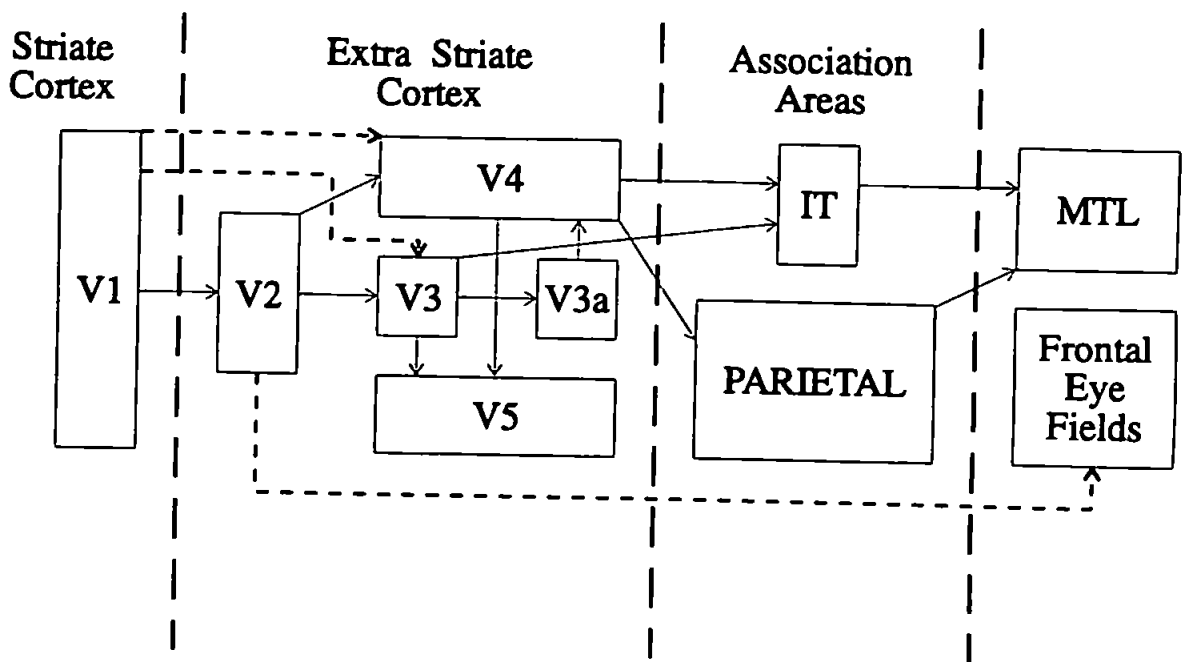 Striate
Cortex
Extra Striate
Cortex
Association
Areas
V1
V2
V4
V3
V3a
V5
IT
PARIETAL
MTL
Frontal
Eye
Fields